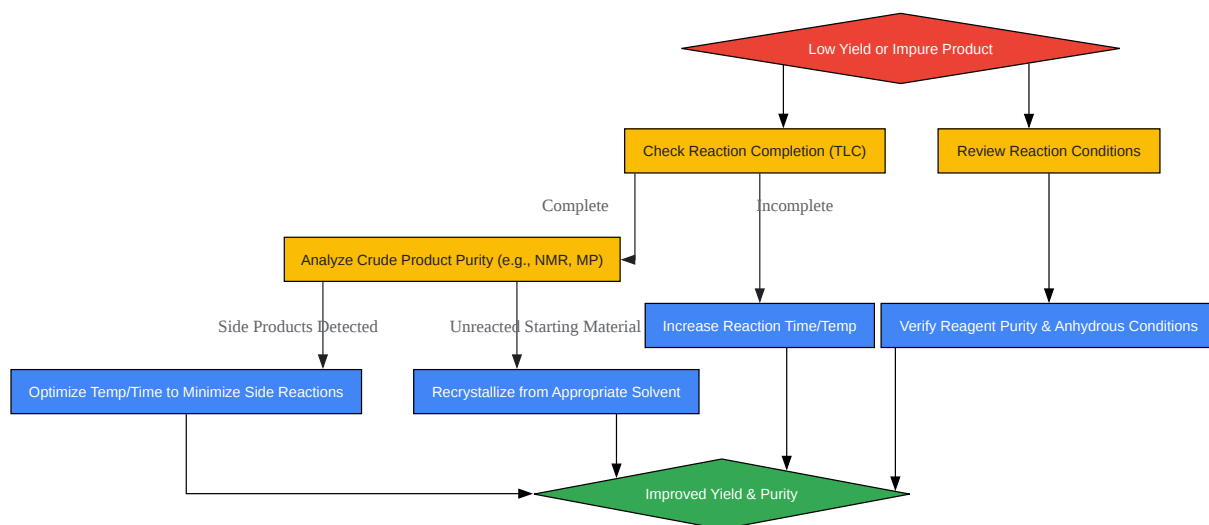 Low Yield or Impure Product
Check Reaction Completion (TLC)
Review Reaction Conditions
Complete
Incomplete
Analyze Crude Product Purity (e.g., NMR, MP)
Side Products Detected
Unreacted Starting Material
Increase Reaction Time/Temp
Verify Reagent Purity & Anhydrous Conditions
Optimize Temp/Time to Minimize Side Reactions
Recrystallize from Appropriate Solvent
Improved Yield & Purity